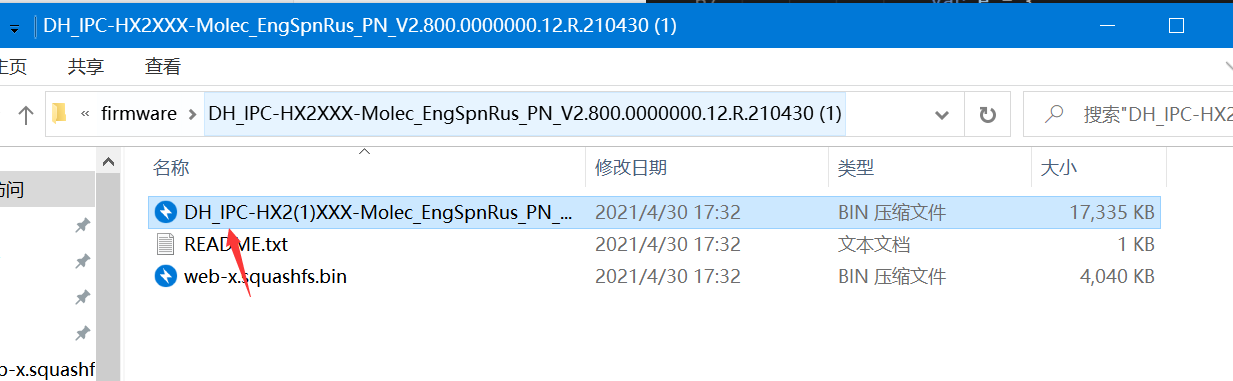 DH_IPC-HX2XXX-Molec_EngSpnRus_PN_V2.800.0000000.12.R.210430 (1)
主页 共享 查看
« firmware > DH_IPC-HX2XXX-Molec_EngSpnRus_PN_V2.800.0000000.12.R.210430 (1) 搜索"DH_IPC-HX2
名称 修改日期 类型 大小
访问
DH_IPC-HX2(1)XXX-Molec_EngSpnRus_PN_... 2021/4/30 17:32 BIN 压缩文件 17,335 KB
README.txt 2021/4/30 17:32 文本文档 1 KB
web-x.squashfs.bin 2021/4/30 17:32 BIN 压缩文件 4,040 KB
b-x.squashf